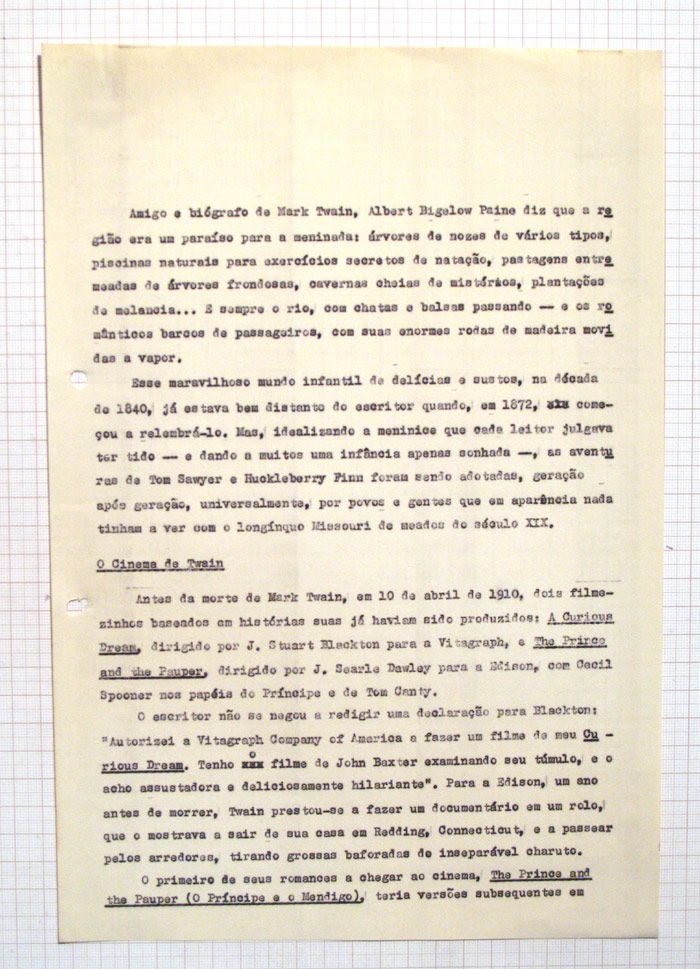 Amigo e biógrafo de Mark Twain, Albert Bigelow Paine diz que a re
gião era um paraíso para a meninada: árvores de nozes de vários tipos,
piscinas naturais para exercícios secretos de natação, pastagens entre
meadas de árvores frondosas, cavernas cheias de mistérios, plantações
de melancia... E sempre o rio, com chatas e balsas passando — e os ro
mânticos barcos de passageiros, com suas enormes rodas de madeira movi
das a vapor.
Esse maravilhoso mundo infantil de delícias e sustos, na década
de 1840, já estava bem distante do escritor quando, em 1872, xxx come-
çou a relembrá-lo. Mas, idealizando a meninice que cada leitor julgava
ter tido — e dando a muitos uma infância apenas sonhada —, as aventu
ras de Tom Sawyer e Huckleberry Finn foram sendo adotadas, geração
após geração, universalmente, por povos e gentes que em aparência nada
tinham a ver com o longínquo Missouri de meados do século XIX.
O Cinema de Twain
Antes da morte de Mark Twain, em 10 de abril de 1910, dois filme-
zinhos baseados em histórias suas já haviam sido produzidos: A Curious
Dream, dirigido por J. Stuart Blackton para a Vitagraph, e The Prince
and the Pauper, dirigido por J. Searle Dawley para a Edison, com Cecil
Spooner nos papéis do Príncipe e de Tom Canty.
O escritor não se negou a redigir uma declaração para Blackton:
"Autorizei a Vitagraph Company of America a fazer um filme de meu Cu -
rious Dream. Tenho xxx o filme de John Baxter examinando seu túmulo, e o
acho assustadora e deliciosamente hilariante". Para a Edison, um ano
antes de morrer, Twain prestou-se a fazer um documentário em um rolo,
que o mostrava a sair de sua casa em Redding, Connecticut, e a passear
pelos arredores, tirando grossas baforadas do inseparável charuto.
O primeiro de seus romances a chegar ao cinema, The Prince and
the Pauper (O Príncipe e o Mendigo), teria versões subsequentes em